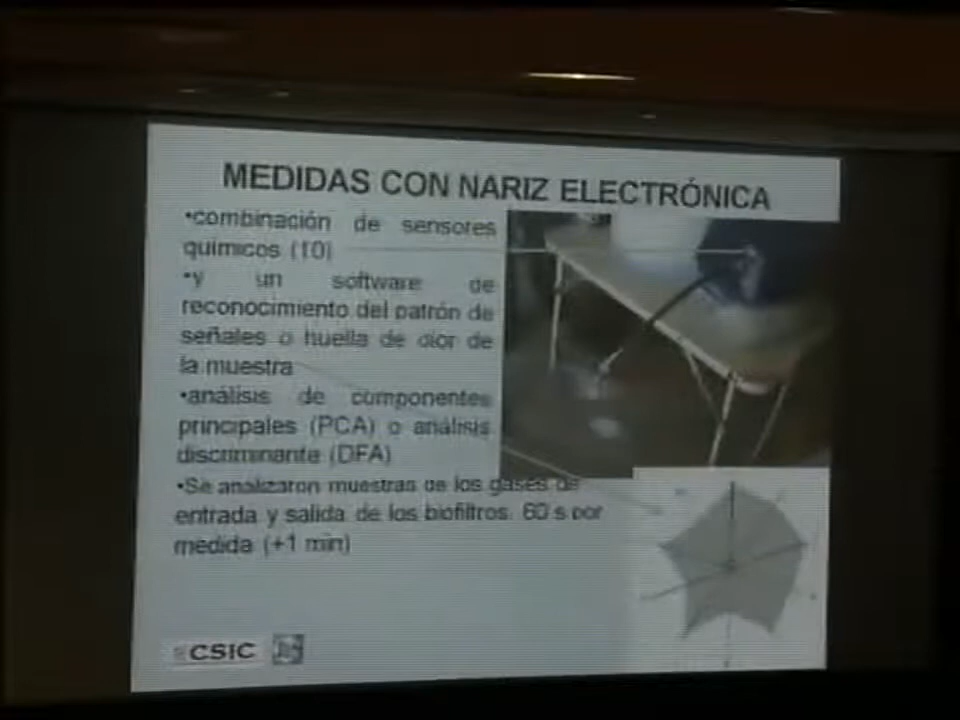 MEDIDAS CON NARIZ ELECTRÓNICA
•combinación de sensores
químicos (10)
•y un software de
reconocimiento del patrón de
señales o huella de olor de
la muestra
•análisis de componentes
principales (PCA) o análisis
discriminante (DFA)
•Se analizaron muestras de los gases de
entrada y salida de los biofiltros. 60 s por
medida (+1 min)
CSIC